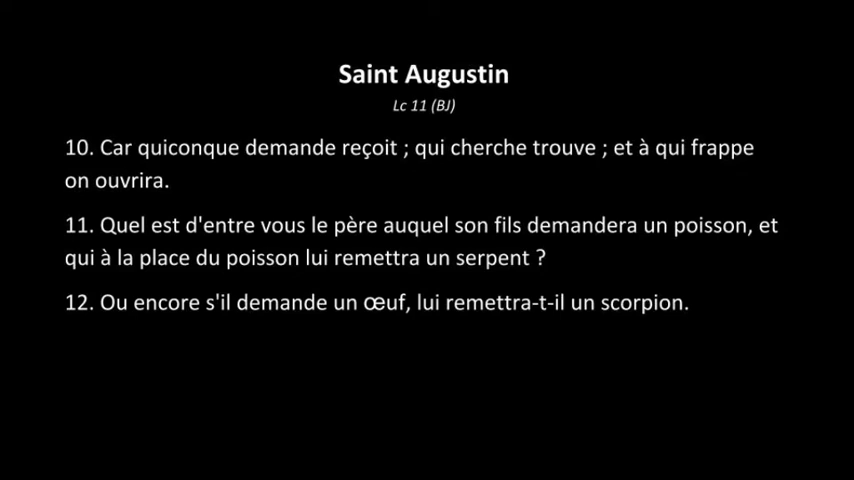 Saint Augustin
Lc 11 (BJ)
10. Car quiconque demande reçoit ; qui cherche trouve ; et à qui frappe
on ouvrira.
11. Quel est d'entre vous le père auquel son fils demandera un poisson, et
qui à la place du poisson lui remettra un serpent ?
12. Ou encore s'il demande un œuf, lui remettra-t-il un scorpion.